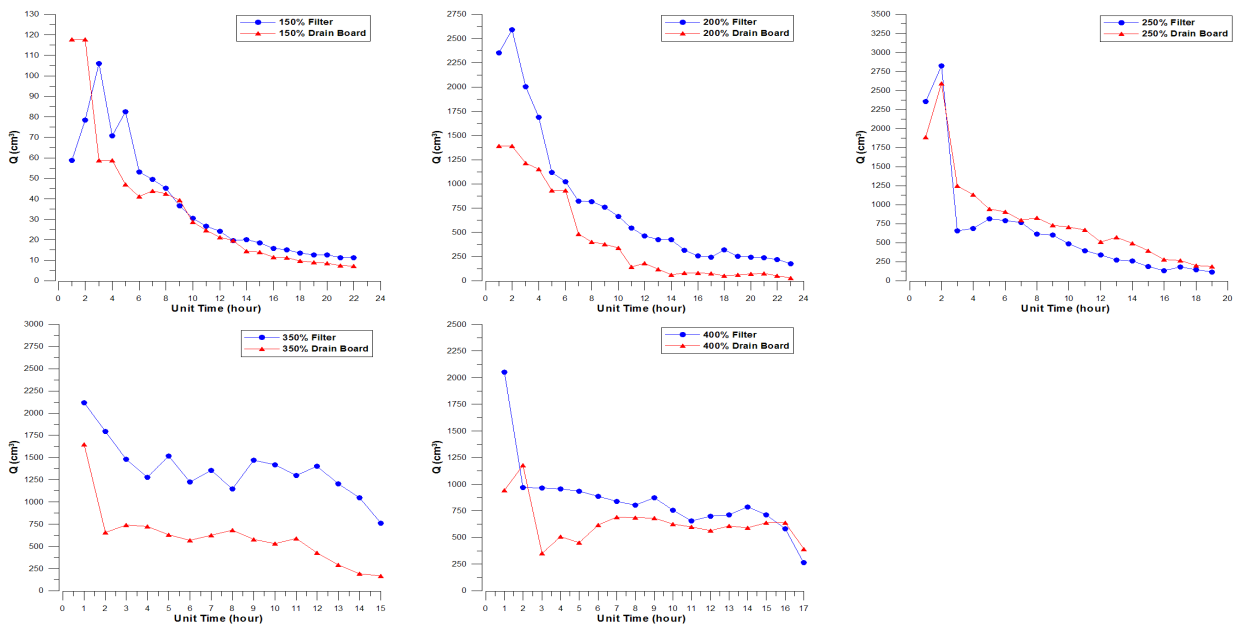 150% Filter
150% Drain Board
Q (cm³)
130
120
110
100
90
80
70
60
50
40
30
20
10
0
0 2 4 6 8 10 12 14 16 18 20 22 24
Unit Time (hour)
200% Filter
200% Drain Board
Q (cm³)
2750
2500
2250
2000
1750
1500
1250
1000
750
500
250
0
0 2 4 6 8 10 12 14 16 18 20 22 24
Unit Time (hour)
250% Filter
250% Drain Board
Q (cm³)
3500
3250
3000
2750
2500
2250
2000
1750
1500
1250
1000
750
500
250
0
0 2 4 6 8 10 12 14 16 18 20
Unit Time (hour)
350% Filter
350% Drain Board
Q (cm³)
3000
2750
2500
2250
2000
1750
1500
1250
1000
750
500
250
0
0 1 2 3 4 5 6 7 8 9 10 11 12 13 14 15
Unit Time (hour)
400% Filter
400% Drain Board
Q (cm³)
2500
2250
2000
1750
1500
1250
1000
750
500
250
0
0 1 2 3 4 5 6 7 8 9 10 11 12 13 14 15 16 17
Unit Time (hour)